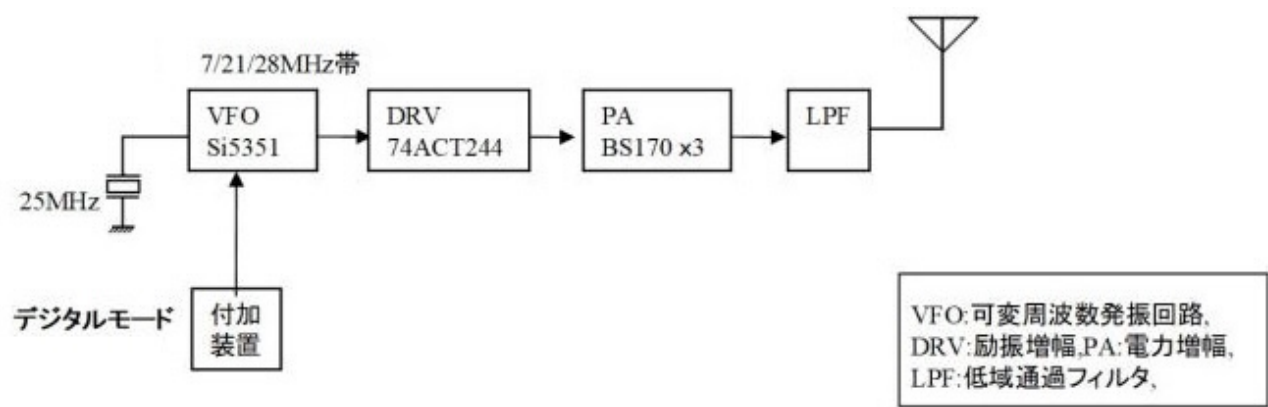 7/21/28MHz帯
VFO
Si5351
DRV
74ACT244
PA
BS170 x3
LPF
25MHz
デジタルモード
付加
装置
VFO:可変周波数発振回路,
DRV:励振増幅,PA:電力増幅,
LPF:低域通過フィルタ,